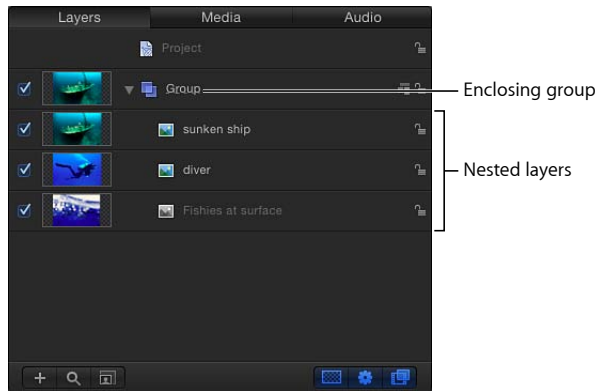 Layers Media Audio
Project
Group Enclosing group
sunken ship
diver Nested layers
Fishies at surface